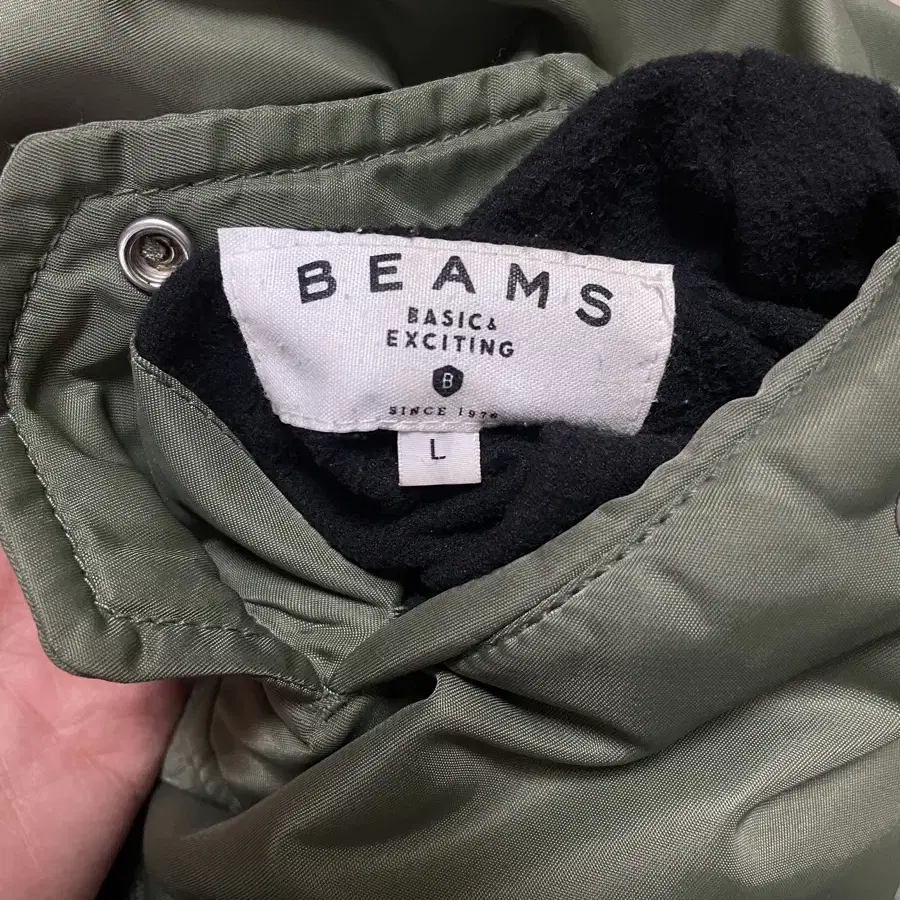 BEAMS
BASIC &
EXCITING
B
SINCE 1976
L